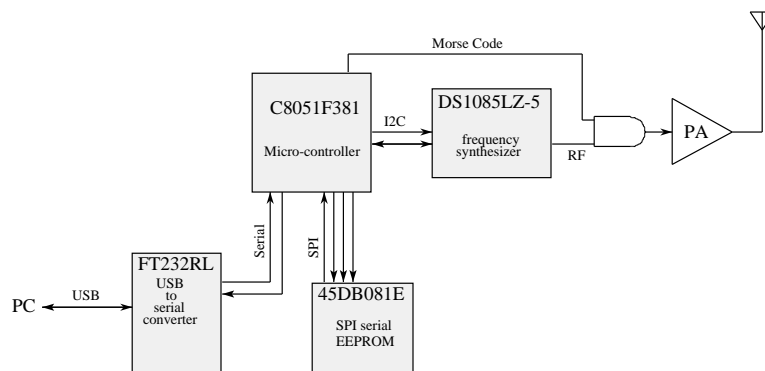 Morse Code
C8051F381
Micro-controller
I2C
DS1085LZ-5
frequency
synthesizer
RF
PA
Serial
SPI
FT232RL
USB
to
serial
converter
PC
USB
45DB081E
SPI serial
EEPROM